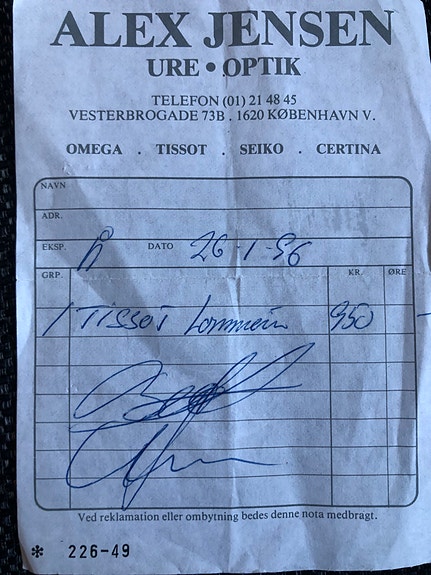 ALEX JENSEN
URE • OPTIK
TELEFON (01) 21 48 45
VESTERBROGADE 73B . 1620 KØBENHAVN V.
OMEGA . TISSOT . SEIKO . CERTINA
NAVN
ADR.
EKSP. Å DATO 26-1-96
GRP. KR. ØRE
1 TISSOT Lommeur 950 -
Ved reklamation eller ombytning bedes denne nota medbragt.
* 226-49